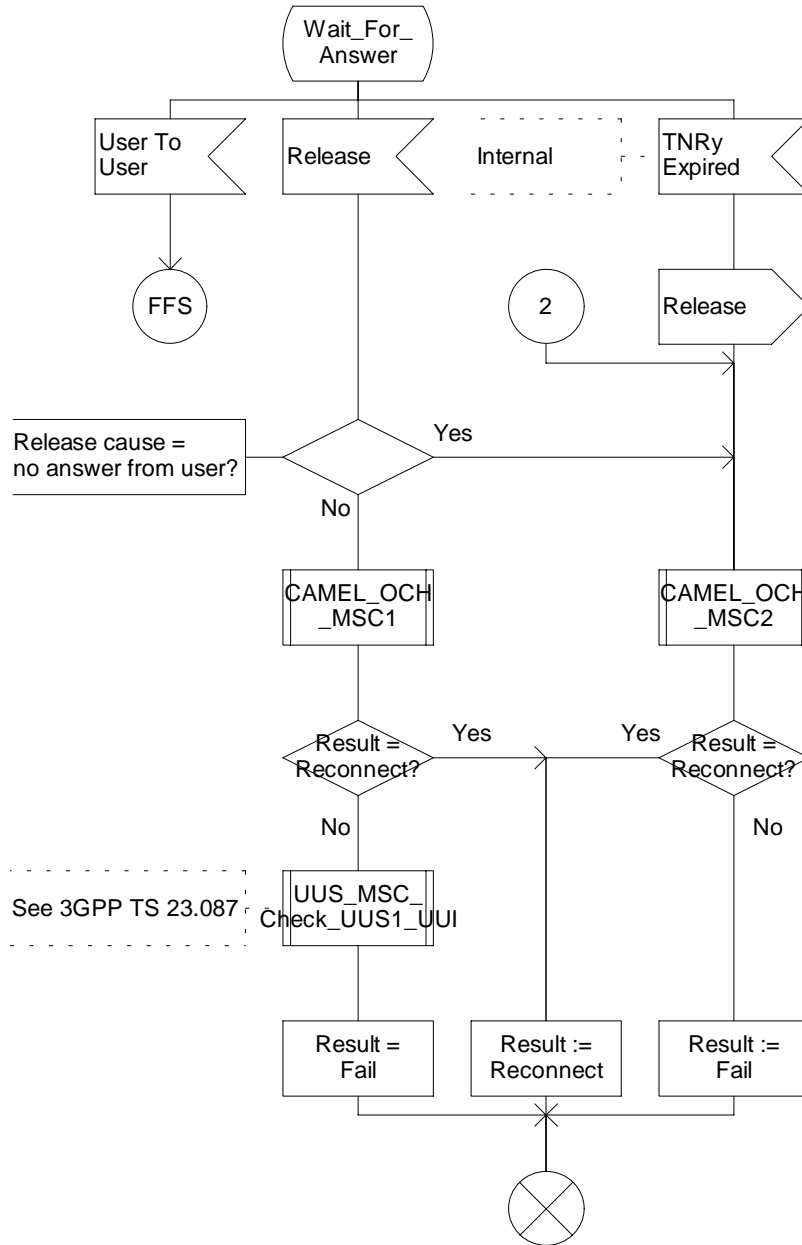 Wait_For_
Answer
User To
User
Release
Internal
TNRy
Expired
FFS
2
Release
Release cause =
no answer from user?
Yes
No
CAMEL_OCH
_MSC1
CAMEL_OCH
_MSC2
Result =
Reconnect?
Yes
Yes
Result =
Reconnect?
No
No
See 3GPP TS 23.087
UUS_MSC_
Check_UUS1_UUI
Result =
Fail
Result :=
Reconnect
Result :=
Fail